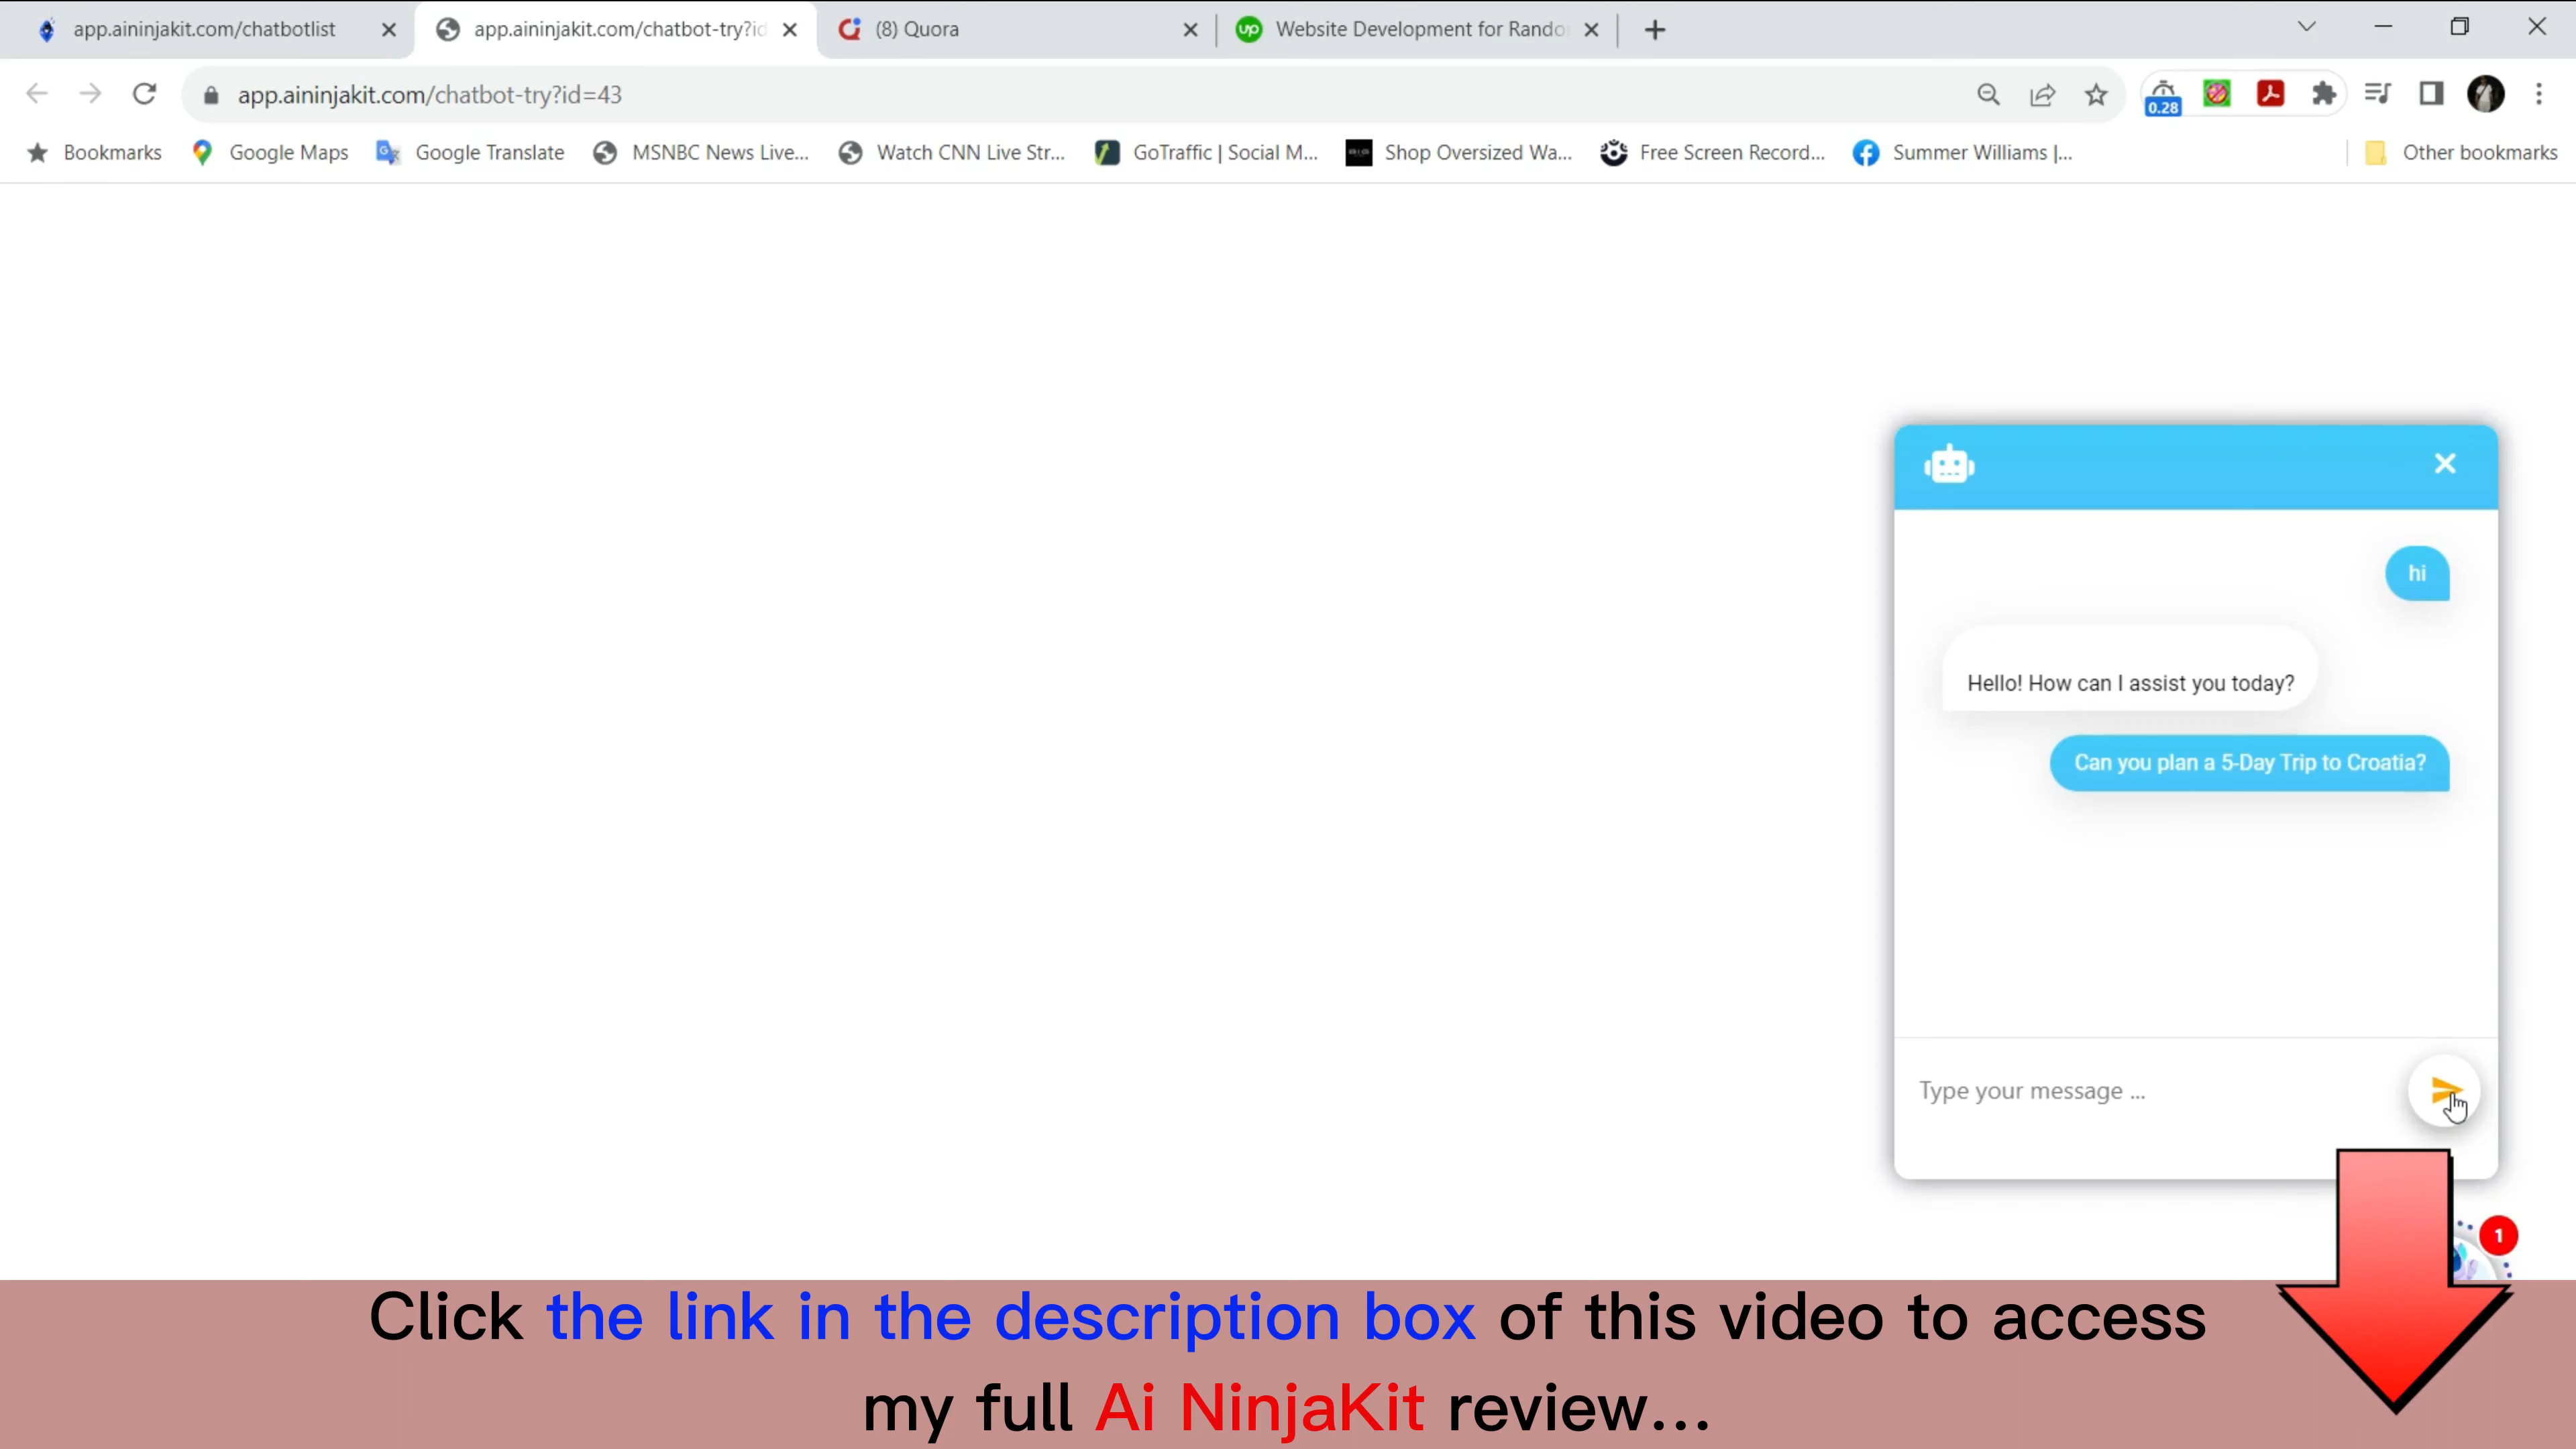 app.aininjakit.com/chatbotlist
app.aininjakit.com/chatbot-try?id
(8) Quora
up Website Development for Rando
app.aininjakit.com/chatbot-try?id=43
0.28
Bookmarks
Google Maps
Google Translate
MSNBC News Live...
Watch CNN Live Str...
GoTraffic | Social M...
Shop Oversized Wa...
Free Screen Record...
Summer Williams |...
Other bookmarks
hi
Hello! How can I assist you today?
Can you plan a 5-Day Trip to Croatia?
Type your message ...
1
Click the link in the description box of this video to access
my full Ai NinjaKit review...